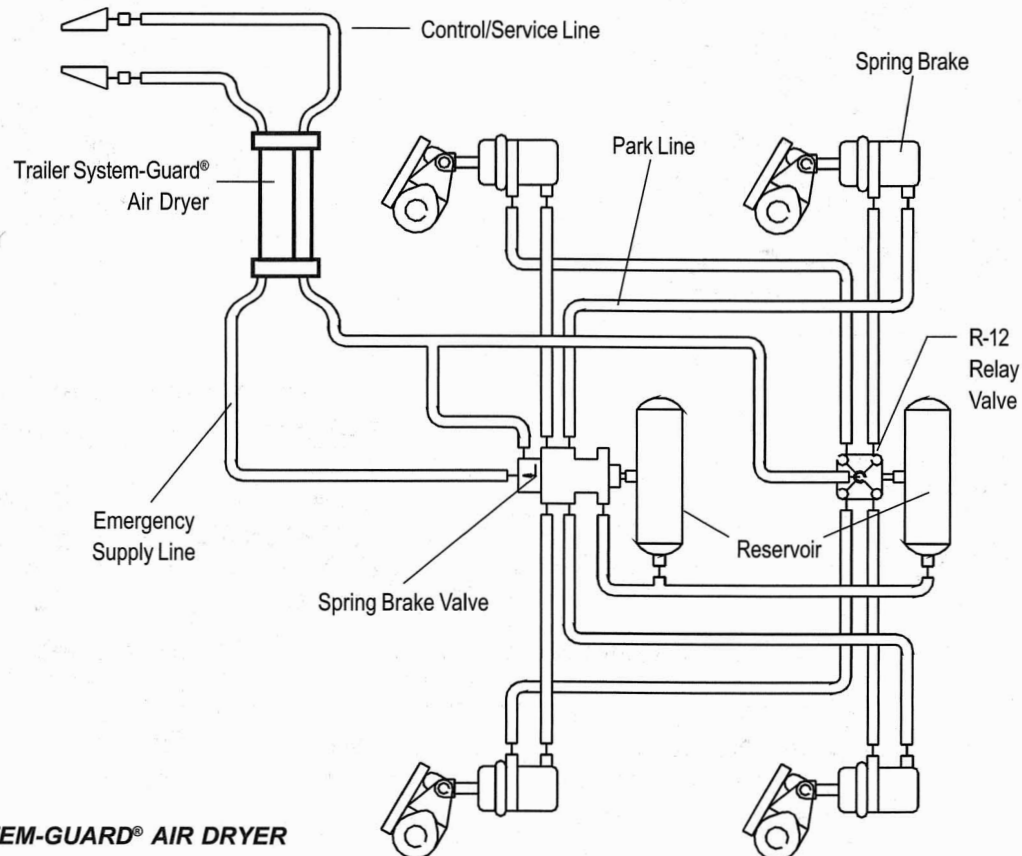 Control/Service Line
Spring Brake
Park Line
Trailer System-Guard®
Air Dryer
R-12
Relay
Valve
Emergency
Supply Line
Reservoir
Spring Brake Valve
EM-GUARD® AIR DRYER